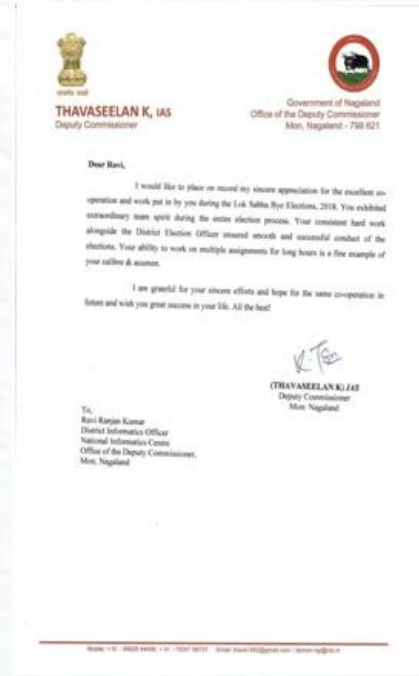 THAVASEELAN K, IAS
Deputy Commissioner
Government of Nagaland
Office of the Deputy Commissioner
Mon, Nagaland - 798 621
Dear Ravi,
I would like to place on record my sincere appreciation for the excellent co-
operation and work put in by you during the Lok Sabha Bye Elections, 2018. You exhibited
extraordinary team spirit during the entire election process. Your consistent hard work
alongside the District Election Officer ensured smooth and successful conduct of the
elections. Your ability to work on multiple assignments for long hours is a fine example of
your calibre & acumen.
I am grateful for your sincere efforts and hope for the same co-operation in
future and wish you great success in your life. All the best!
(THAVASEELAN K) IAS
Deputy Commissioner
Mon: Nagaland
To,
Ravi Ranjan Kumar
District Informatics Officer
National Informatics Centre
Office of the Deputy Commissioner,
Mon, Nagaland